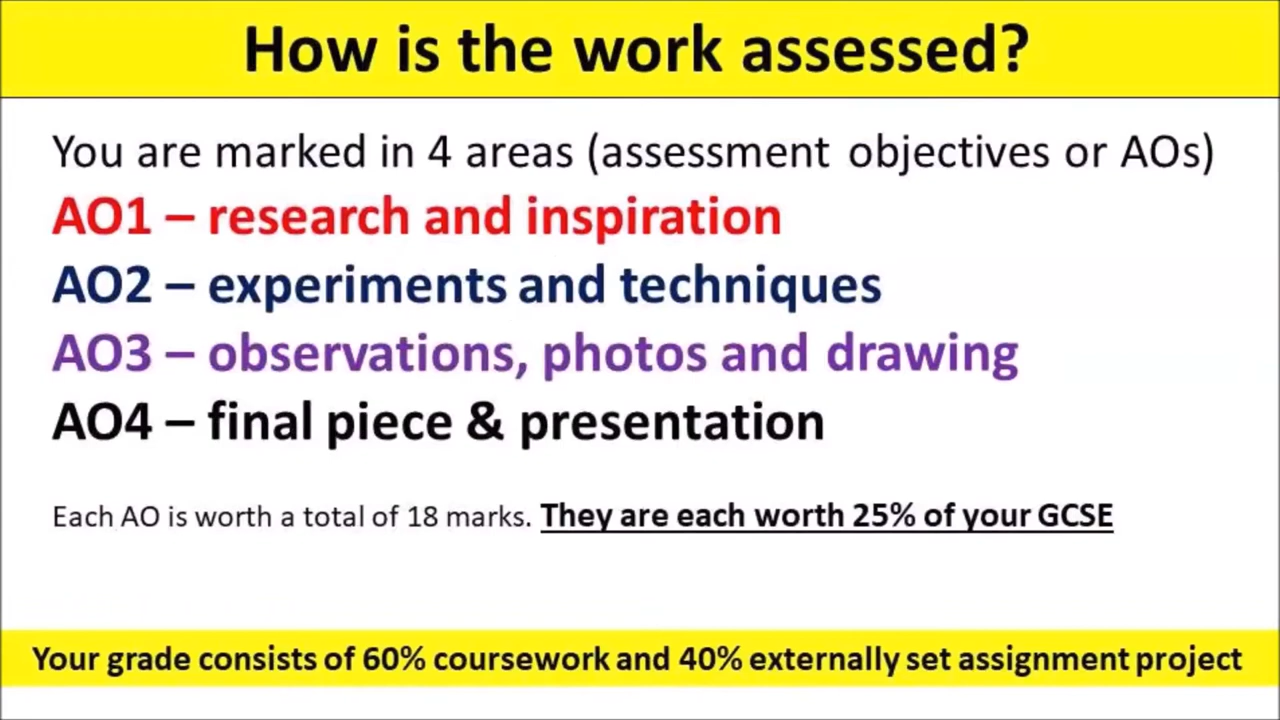 How is the work assessed?
You are marked in 4 areas (assessment objectives or AOs)
AO1 – research and inspiration
AO2 – experiments and techniques
AO3 – observations, photos and drawing
AO4 – final piece & presentation
Each AO is worth a total of 18 marks. They are each worth 25% of your GCSE
Your grade consists of 60% coursework and 40% externally set assignment project